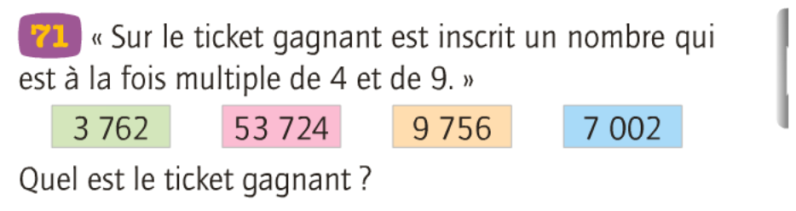 71 « Sur le ticket gagnant est inscrit un nombre qui
est à la fois multiple de 4 et de 9. »
3 762 53 724 9 756 7 002
Quel est le ticket gagnant ?